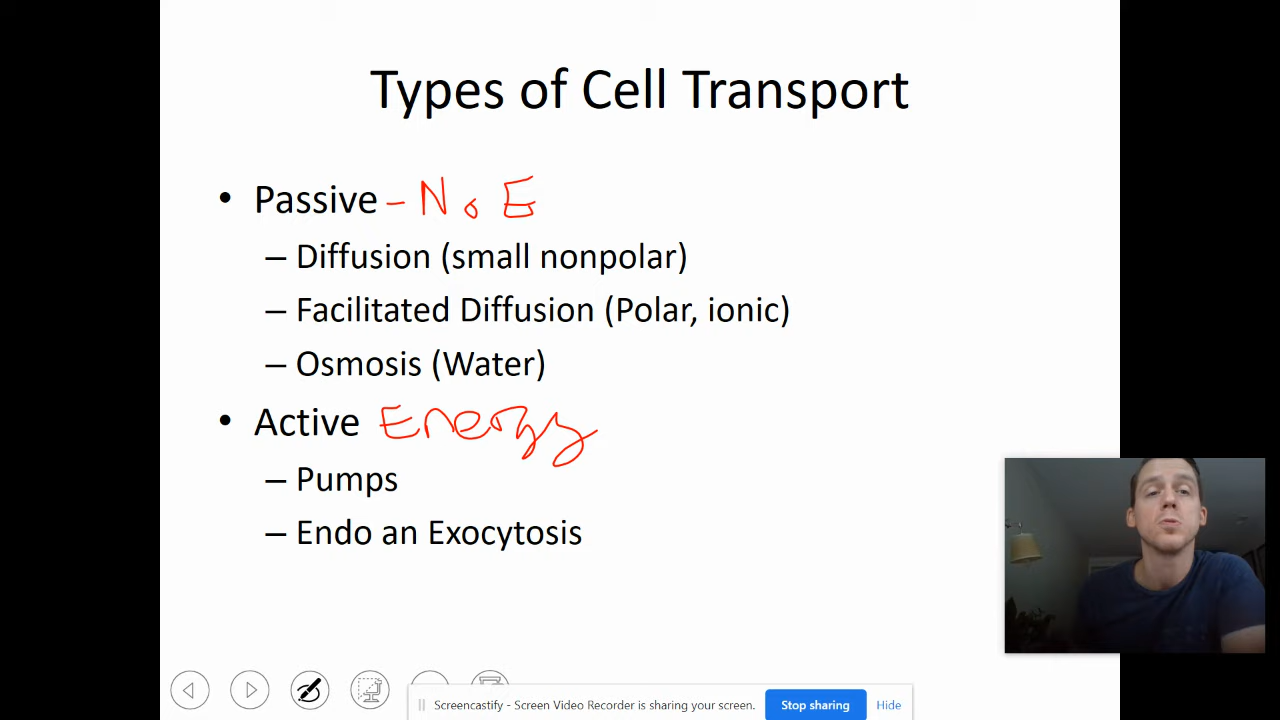 Types of Cell Transport
• Passive - No E
– Diffusion (small nonpolar)
– Facilitated Diffusion (Polar, ionic)
– Osmosis (Water)
• Active Energy
– Pumps
– Endo an Exocytosis
Screencastify - Screen Video Recorder is sharing your screen. Stop sharing Hide